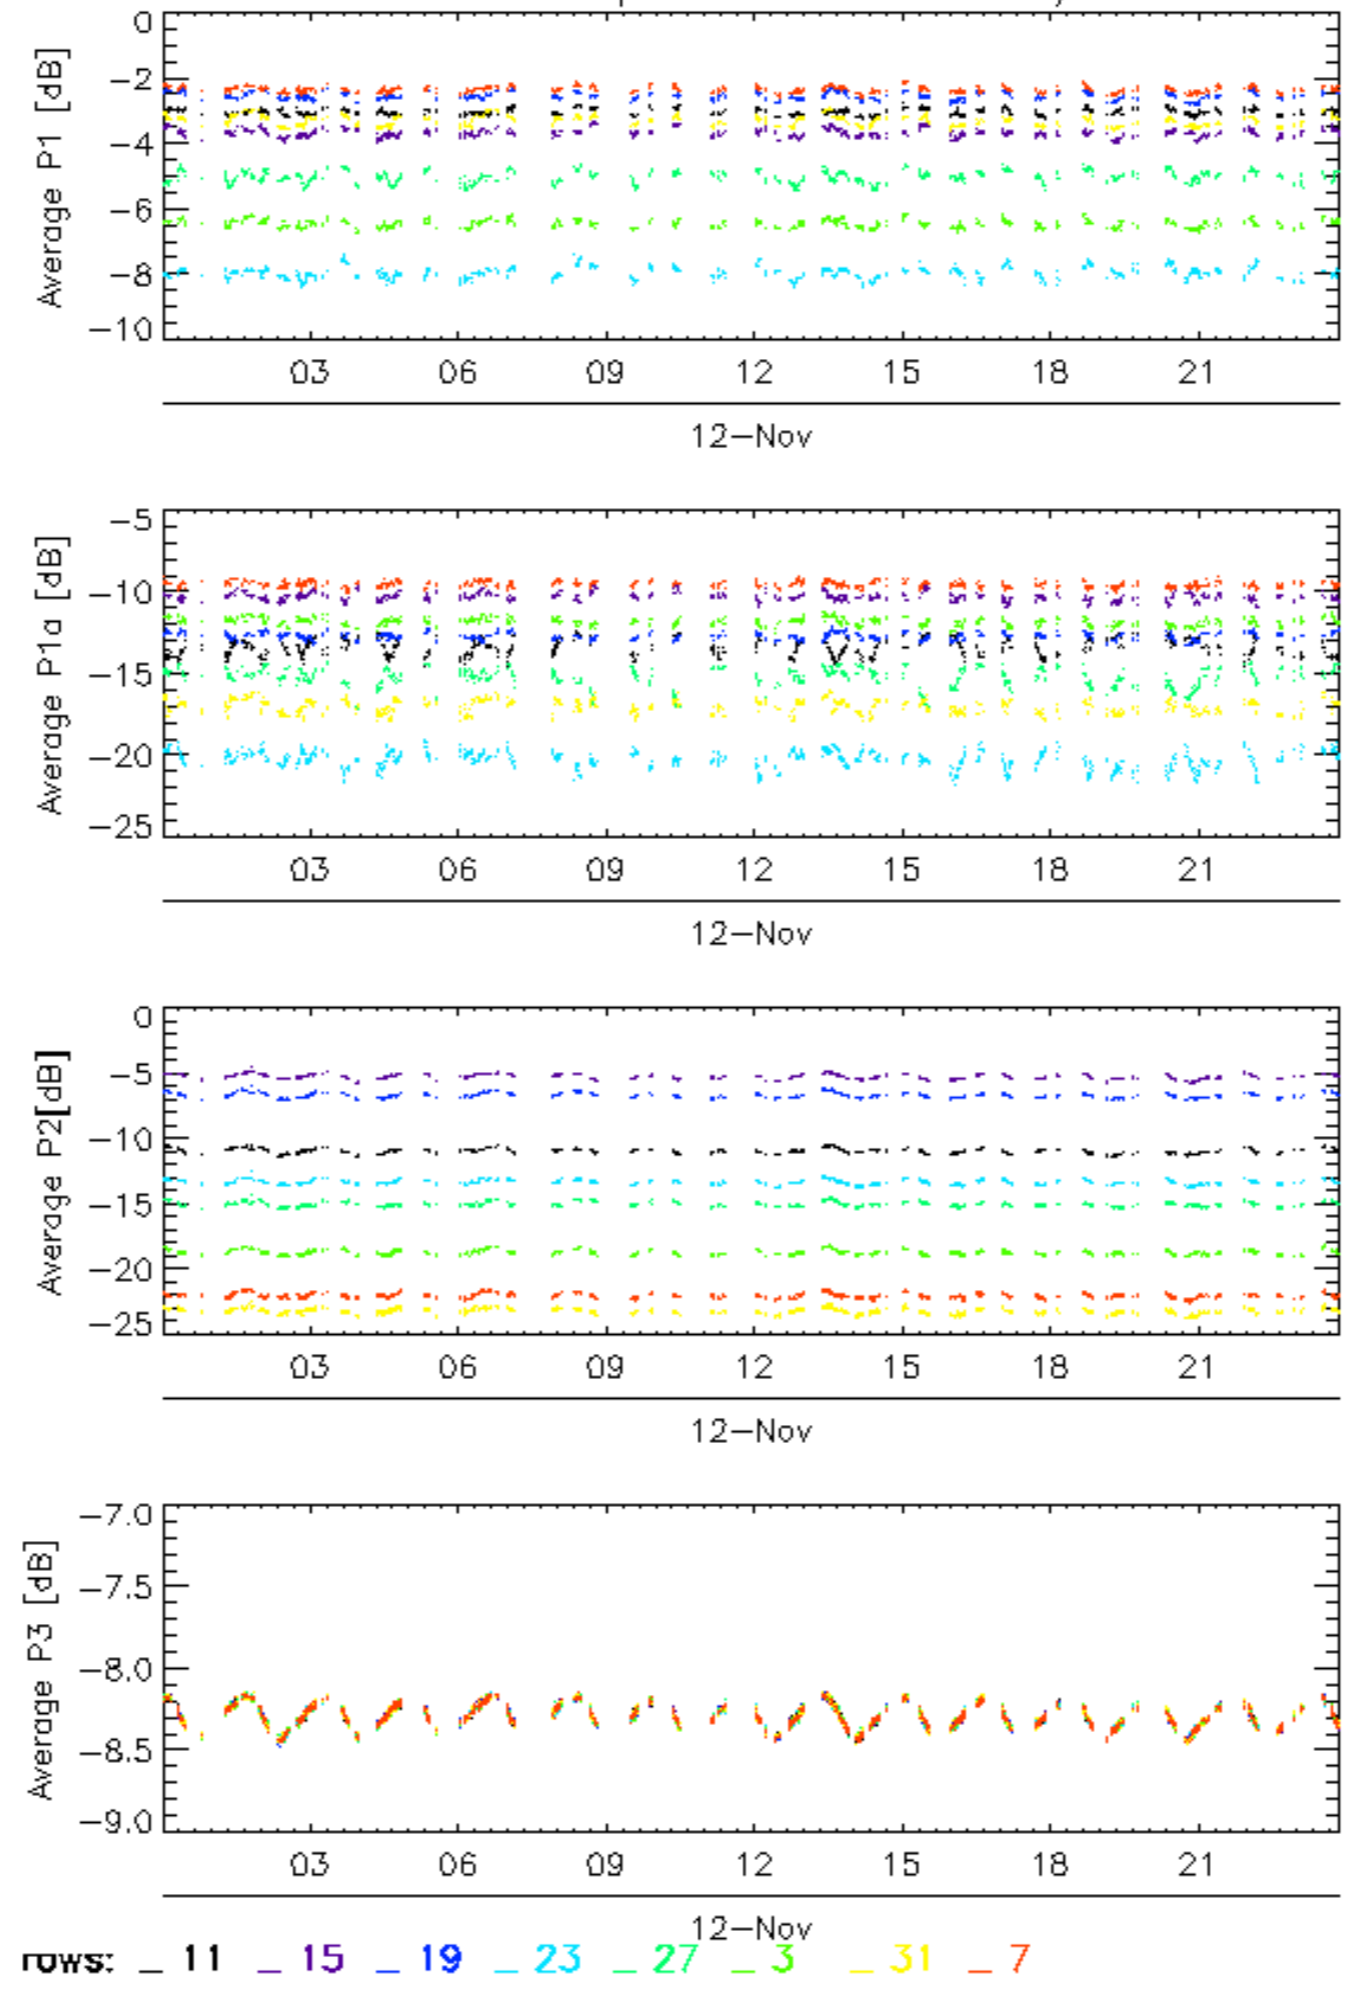 0
−2
−4
−6
−8
−10
Average P1 [dB]
03 06 09 12 15 18 21
12−Nov
−5
−10
−15
−20
−25
Average P1a [dB]
03 06 09 12 15 18 21
12−Nov
0
−5
−10
−15
−20
−25
Average P2[dB]
03 06 09 12 15 18 21
12−Nov
−7.0
−7.5
−8.0
−8.5
−9.0
Average P3 [dB]
03 06 09 12 15 18 21
12−Nov
rows: _ 11 _ 15 _ 19 _ 23 _ 27 _ 3 _ 31 _ 7